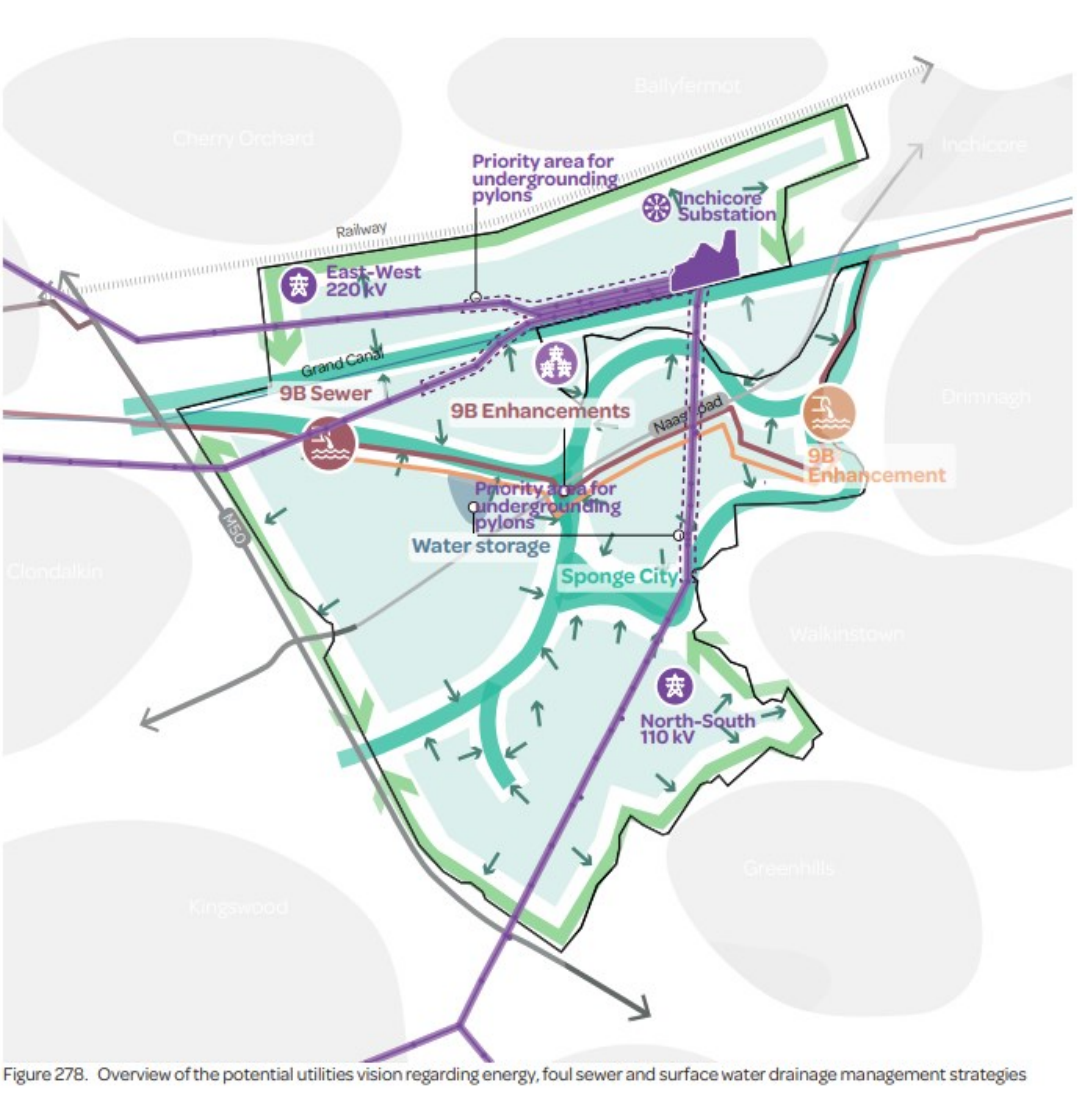 Ballyfermot
Cherry Orchard
Inchicore
Priority area for
undergrounding
pylons
Inchicore
Substation
Railway
East-West
220 kV
Grand Canal
9B Sewer
9B Enhancements
Naas Road
Drimnagh
9B
Enhancement
Priority area for
undergrounding
pylons
M50
Water storage
Clondalkin
Sponge City
Walkinstown
North-South
110 kV
Greenhills
Kingswood
Figure 278. Overview of the potential utilities vision regarding energy, foul sewer and surface water drainage management strategies